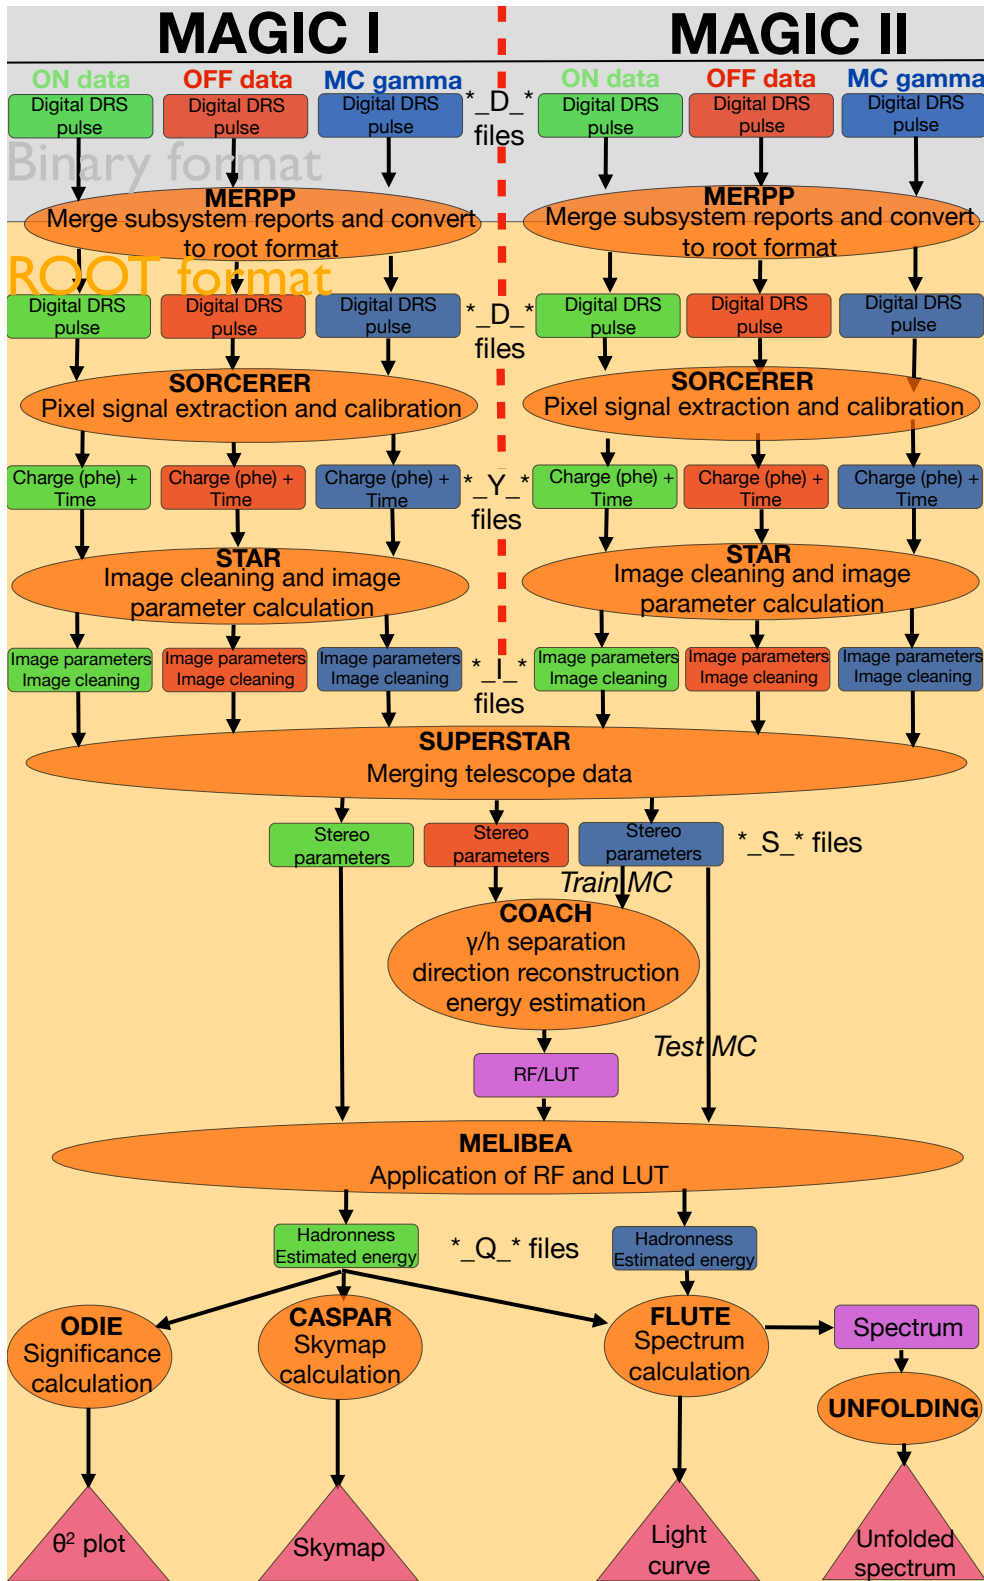 MAGIC I
MAGIC II
ON data
OFF data
MC gamma
ON data
OFF data
MC gamma
Digital DRS
pulse
Digital DRS
pulse
Digital DRS
pulse
*_D_*
files
Digital DRS
pulse
Digital DRS
pulse
Digital DRS
pulse
Binary format
MERPP
Merge subsystem reports and convert
to root format
MERPP
Merge subsystem reports and convert
to root format
ROOT format
Digital DRS
pulse
Digital DRS
pulse
Digital DRS
pulse
*_D_*
files
Digital DRS
pulse
Digital DRS
pulse
Digital DRS
pulse
SORCERER
Pixel signal extraction and calibration
SORCERER
Pixel signal extraction and calibration
Charge (phe) +
Time
Charge (phe) +
Time
Charge (phe) +
Time
*_Y_*
files
Charge (phe) +
Time
Charge (phe) +
Time
Charge (phe) +
Time
STAR
Image cleaning and image
parameter calculation
STAR
Image cleaning and image
parameter calculation
Image parameters
Image cleaning
Image parameters
Image cleaning
Image parameters
Image cleaning
*_I_*
files
Image parameters
Image cleaning
Image parameters
Image cleaning
Image parameters
Image cleaning
SUPERSTAR
Merging telescope data
Stereo
parameters
Stereo
parameters
Stereo
parameters
*_S_* files
Train MC
COACH
γ/h separation
direction reconstruction
energy estimation
Test MC
RF/LUT
MELIBEA
Application of RF and LUT
Hadronness
Estimated energy
*_Q_* files
Hadronness
Estimated energy
ODIE
Significance
calculation
CASPAR
Skymap
calculation
FLUTE
Spectrum
calculation
Spectrum
UNFOLDING
θ² plot
Skymap
Light
curve
Unfolded
spectrum